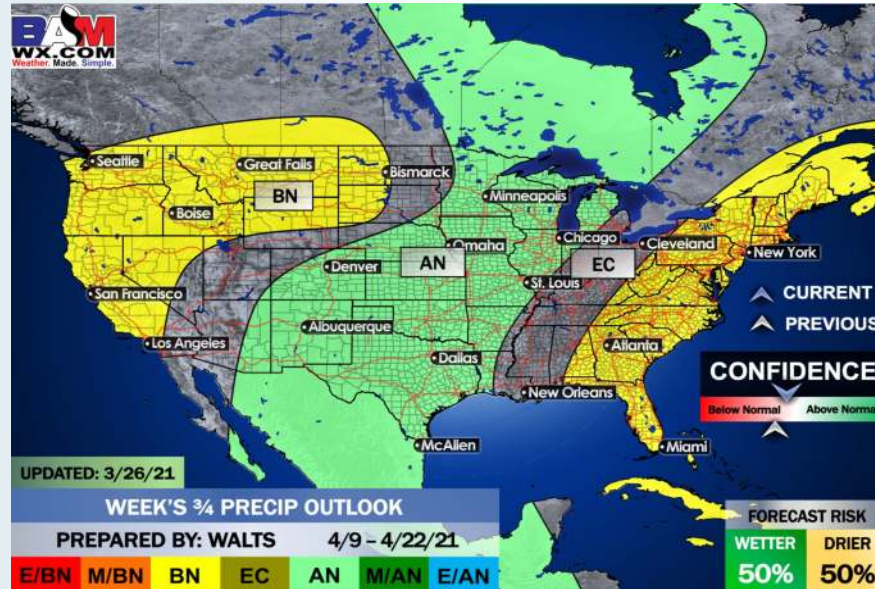 BAM
WX.COM
Weather. Made. Simple.
Seattle
Great Falls
Bismarck
BN
Boise
Minneapolis
Omaha
Chicago
Cleveland
New York
Denver
AN
EC
St. Louis
San Francisco
Albuquerque
Los Angeles
Dallas
Atlanta
New Orleans
McAllen
Miami
CURRENT
PREVIOUS
CONFIDENCE
Below Normal Above Norma
UPDATED: 3/26/21
WEEK'S ¾ PRECIP OUTLOOK
PREPARED BY: WALTS 4/9 – 4/22/21
E/BN M/BN BN EC AN M/AN E/AN
FORECAST RISK
WETTER DRIER
50% 50%